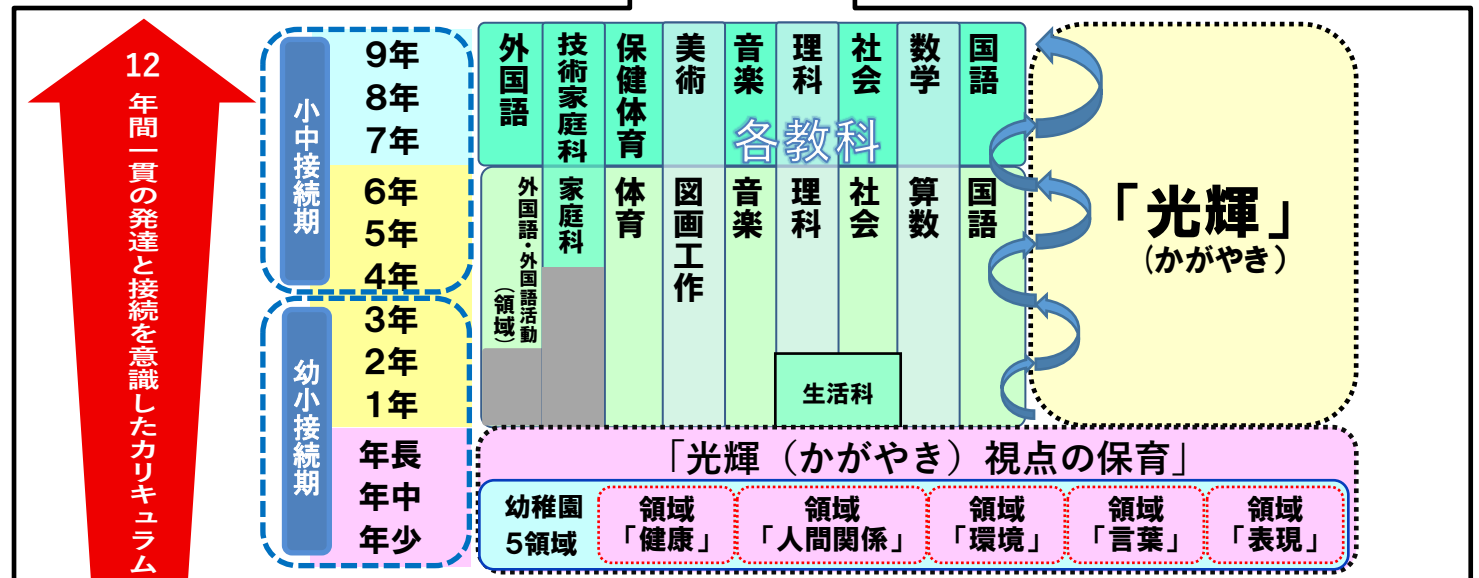 12年間一貫の発達と接続を意識したカリキュラム
小中接続期
幼小接続期
9年
8年
7年
6年
5年
4年
3年
2年
1年
年長
年中
年少
外国語
技術家庭科
保健体育
美術
音楽
理科
社会
数学
国語
各教科
外国語・外国語活動
(領域)
家庭科
体育
図画工作
音楽
理科
社会
算数
国語
生活科
「光輝」
(かがやき)
「光輝(かがやき)視点の保育」
幼稚園
5領域
領域
「健康」
領域
「人間関係」
領域
「環境」
領域
「言葉」
領域
「表現」